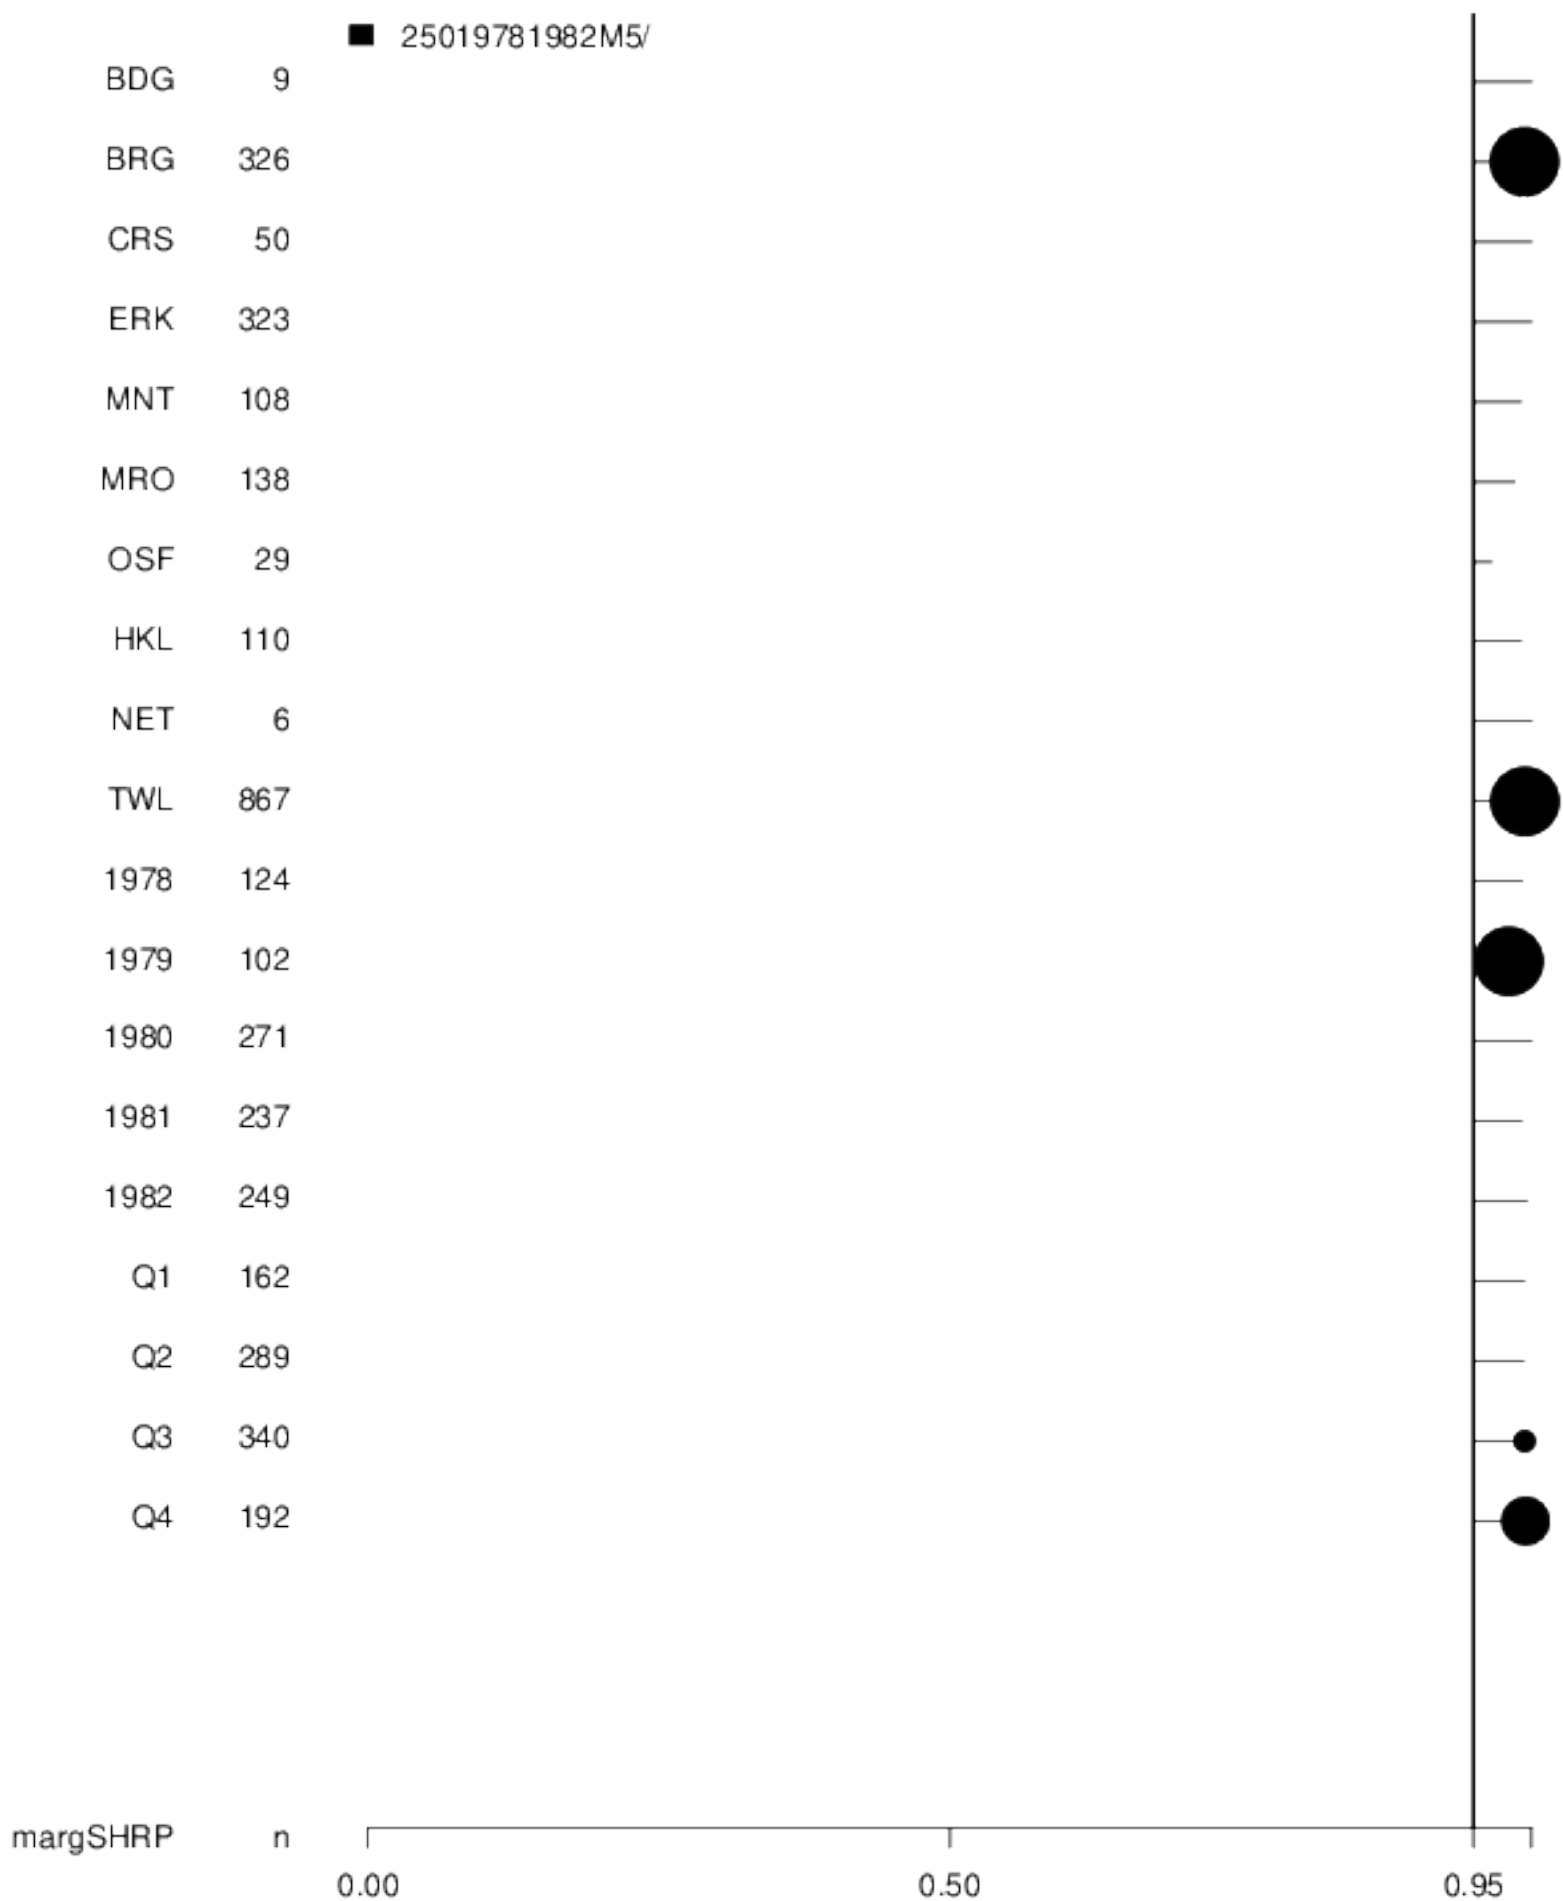 25019781982M5/
BDG 9
BRG 326
CRS 50
ERK 323
MNT 108
MRO 138
OSF 29
HKL 110
NET 6
TWL 867
1978 124
1979 102
1980 271
1981 237
1982 249
Q1 162
Q2 289
Q3 340
Q4 192
margSHRP n
0.00 0.50 0.95